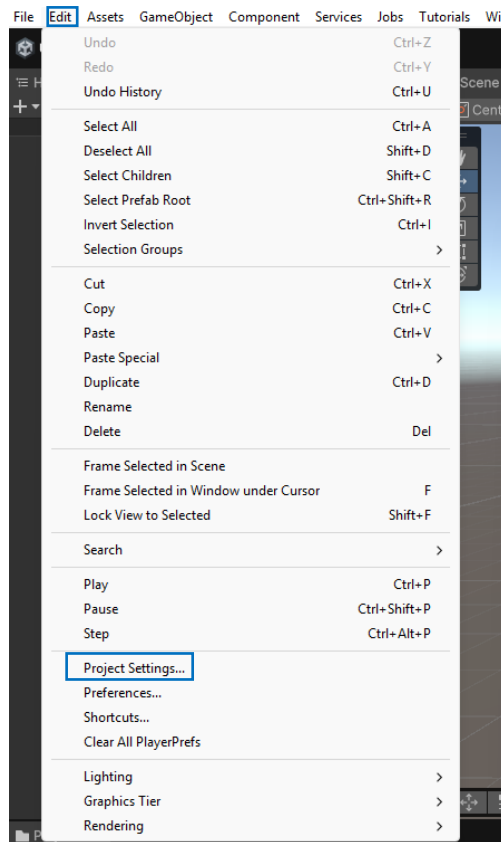 File Edit Assets GameObject Component Services Jobs Tutorials
Undo Ctrl+Z
Redo Ctrl+Y
Undo History Ctrl+U
Scene
Select All Ctrl+A
Deselect All Shift+D
Select Children Shift+C
Select Prefab Root Ctrl+Shift+R
Invert Selection Ctrl+I
Selection Groups >
Cut Ctrl+X
Copy Ctrl+C
Paste Ctrl+V
Paste Special >
Duplicate Ctrl+D
Rename
Delete Del
Frame Selected in Scene
Frame Selected in Window under Cursor F
Lock View to Selected Shift+F
Search >
Play Ctrl+P
Pause Ctrl+Shift+P
Step Ctrl+Alt+P
Project Settings...
Preferences...
Shortcuts...
Clear All PlayerPrefs
Lighting >
Graphics Tier >
Rendering >